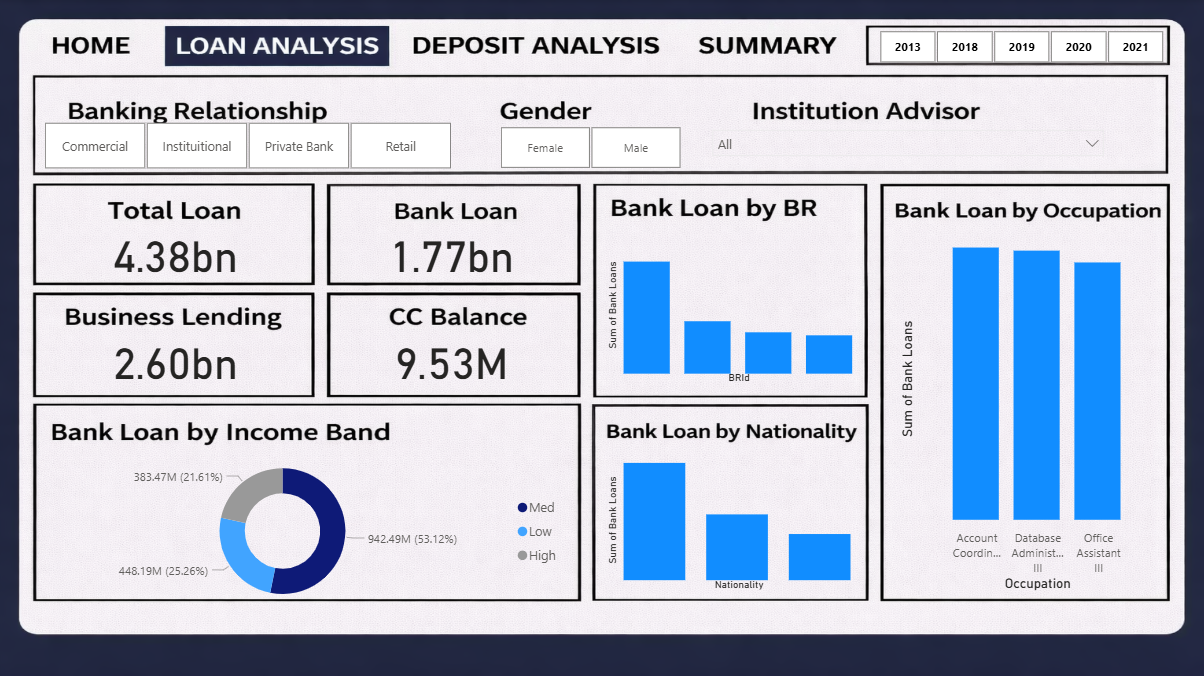 HOME LOAN ANALYSIS DEPOSIT ANALYSIS SUMMARY 2013 2018 2019 2020 2021
Banking Relationship
Commercial Instituitional Private Bank Retail
Gender
Female Male
Institution Advisor
All
Total Loan
4.38bn
Bank Loan
1.77bn
Business Lending
2.60bn
CC Balance
9.53M
Bank Loan by BR
Sum of Bank Loans
BRId
Bank Loan by Occupation
Sum of Bank Loans
Account
Coordin...
Database
Administ...
III
Office
Assistant
III
Occupation
Bank Loan by Income Band
383.47M (21.61%)
942.49M (53.12%)
448.19M (25.26%)
Med
Low
High
Bank Loan by Nationality
Sum of Bank Loans
Nationality